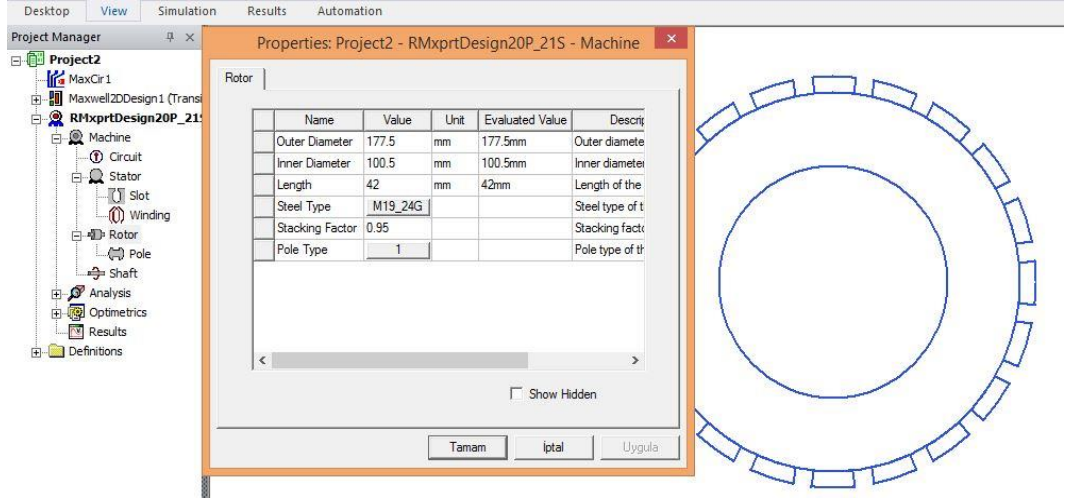 Desktop View Simulation Results Automation
Project Manager
Properties: Project2 - RMxprtDesign20P_21S - Machine
Project2
MaxCir1
Maxwell2DDesign1 (Transi
RMxprtDesign20P_21S
Machine
Circuit
Stator
Slot
Winding
Rotor
Pole
Shaft
Analysis
Optimetrics
Results
Definitions
Rotor
Name Value Unit Evaluated Value Descrip
Outer Diameter 177.5 mm 177.5mm Outer diamete
Inner Diameter 100.5 mm 100.5mm Inner diameter
Length 42 mm 42mm Length of the
Steel Type M19_24G Steel type of t
Stacking Factor 0.95 Stacking facto
Pole Type 1 Pole type of th
Show Hidden
Tamam İptal Uygula